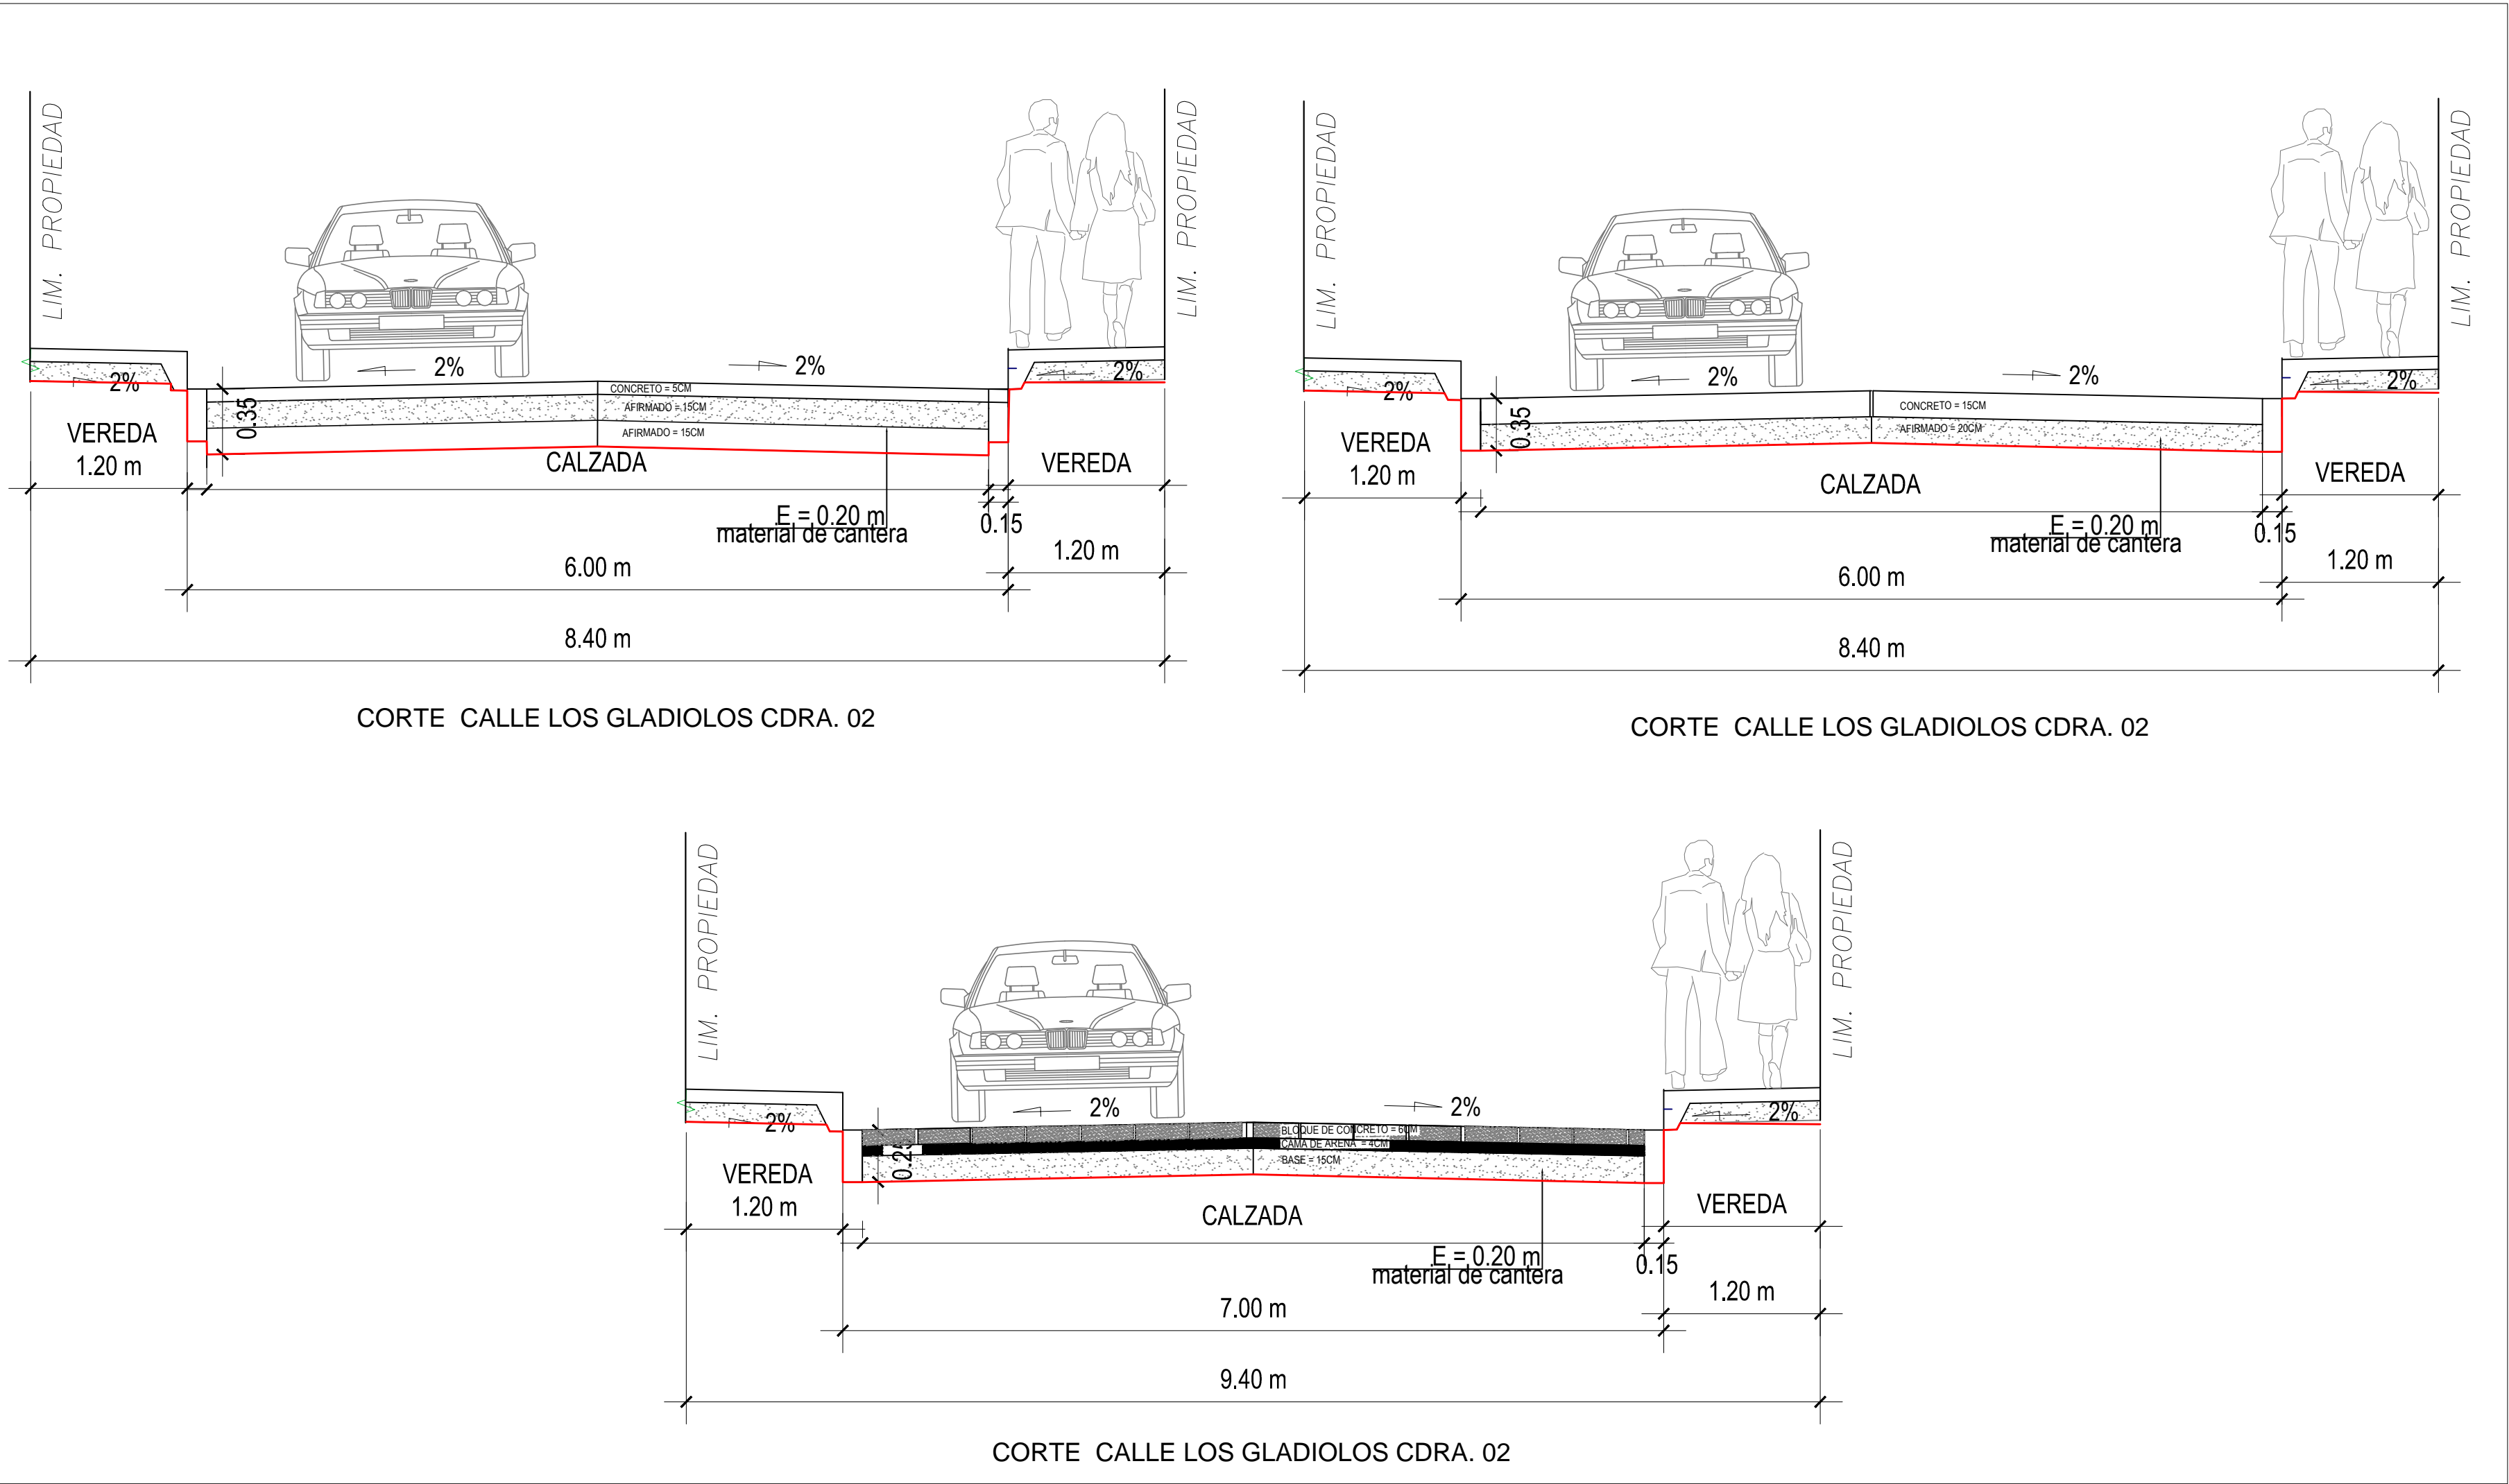 LIM. PROPIEDAD
LIM. PROPIEDAD
2%
2%
2%
2%
CONCRETO = 5CM
AFIRMADO = 15CM
AFIRMADO = 15CM
0.35
VEREDA
1.20 m
CALZADA
VEREDA
E = 0.20 m
material de cantera
0.15
1.20 m
6.00 m
8.40 m
CORTE CALLE LOS GLADIOLOS CDRA. 02
LIM. PROPIEDAD
LIM. PROPIEDAD
2%
2%
2%
2%
CONCRETO = 15CM
AFIRMADO = 20CM
0.35
VEREDA
1.20 m
CALZADA
VEREDA
E = 0.20 m
material de cantera
0.15
1.20 m
6.00 m
8.40 m
CORTE CALLE LOS GLADIOLOS CDRA. 02
LIM. PROPIEDAD
LIM. PROPIEDAD
2%
2%
2%
2%
BLOQUE DE CONCRETO = 6CM
CAMA DE ARENA = 4CM
BASE = 15CM
0.25
VEREDA
1.20 m
CALZADA
VEREDA
E = 0.20 m
material de cantera
0.15
1.20 m
7.00 m
9.40 m
CORTE CALLE LOS GLADIOLOS CDRA. 02